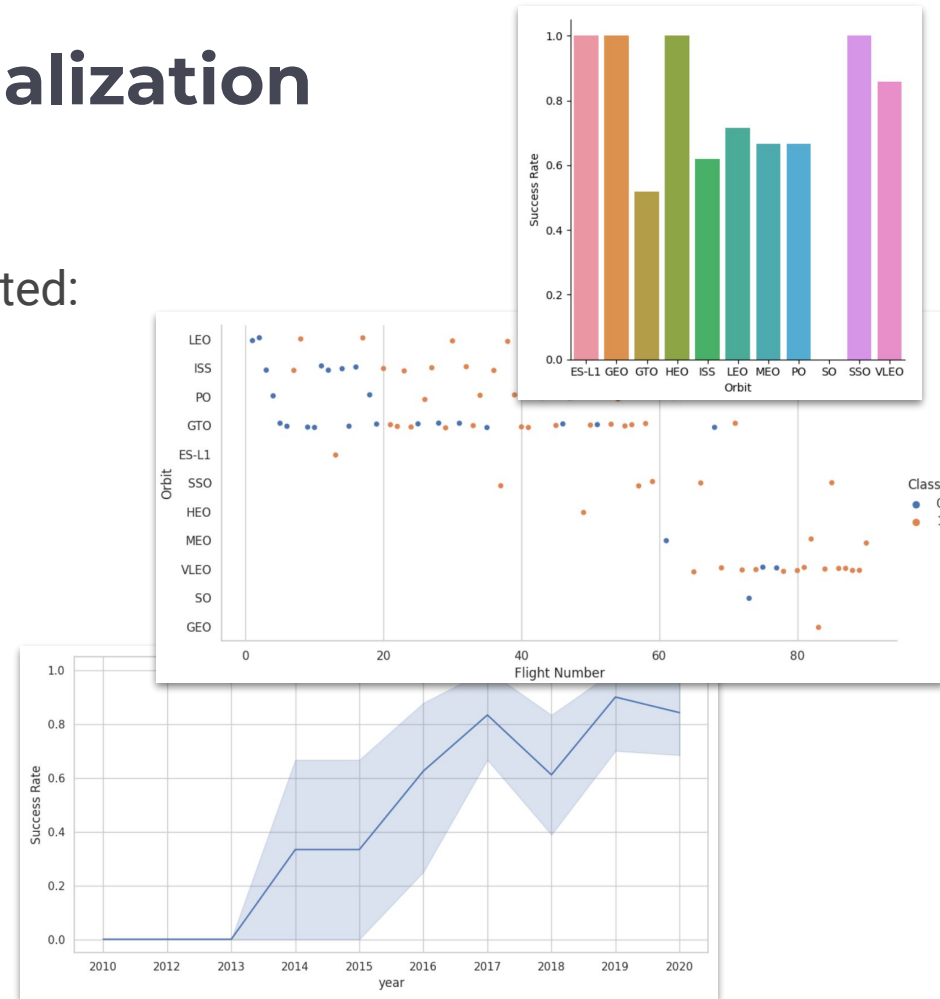 alization
ted:
1.0
0.8
0.6
0.4
0.2
0.0
Success Rate
ES-L1 GEO GTO HEO ISS LEO MEO PO SO SSO VLEO
Orbit
LEO
ISS
PO
GTO
ES-L1
SSO
HEO
MEO
VLEO
SO
GEO
Orbit
0 20 40 60 80
Flight Number
Class
1.0
0.8
0.6
0.4
0.2
0.0
Success Rate
2010 2012 2013 2014 2015 2016 2017 2018 2019 2020
year